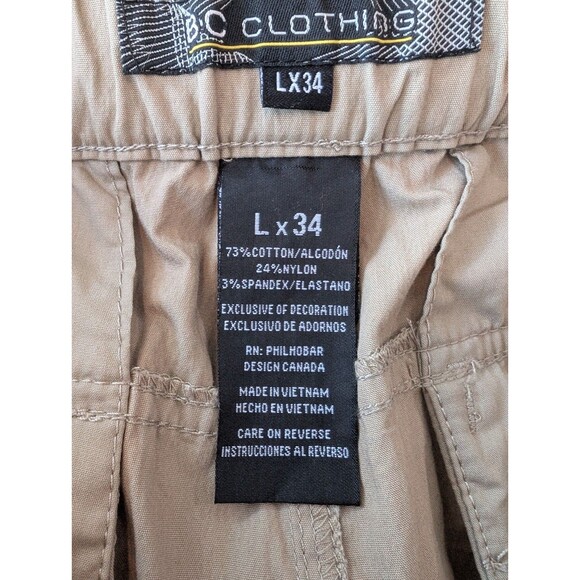 BC CLOTHING
LX34
L x 34
73%COTTON/ALGODÓN
24%NYLON
3%SPANDEX/ELASTANO
EXCLUSIVE OF DECORATION
EXCLUSIVO DE ADORNOS
RN: PHILHOBAR
DESIGN CANADA
MADE IN VIETNAM
HECHO EN VIETNAM
CARE ON REVERSE
INSTRUCCIONES AL REVERSO